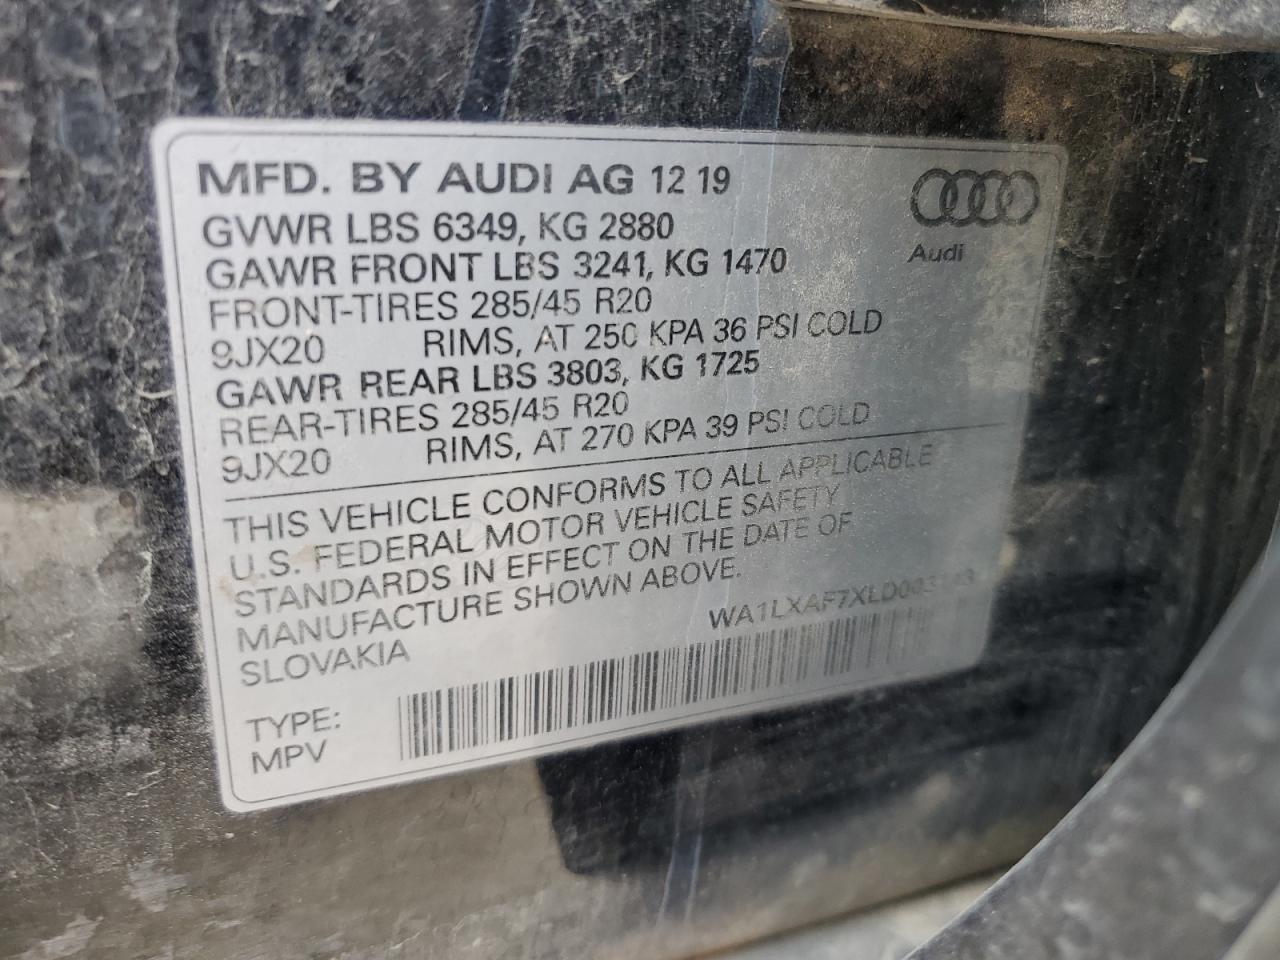 MFD. BY AUDI AG 12 19
GVWR LBS 6349, KG 2880
GAWR FRONT LBS 3241, KG 1470
FRONT-TIRES 285/45 R20
9JX20 RIMS, AT 250 KPA 36 PSI COLD
GAWR REAR LBS 3803, KG 1725
REAR-TIRES 285/45 R20
9JX20 RIMS, AT 270 KPA 39 PSI COLD
Audi
THIS VEHICLE CONFORMS TO ALL APPLICABLE
U.S. FEDERAL MOTOR VEHICLE SAFETY
STANDARDS IN EFFECT ON THE DATE OF
MANUFACTURE SHOWN ABOVE.
SLOVAKIA
TYPE:
MPV